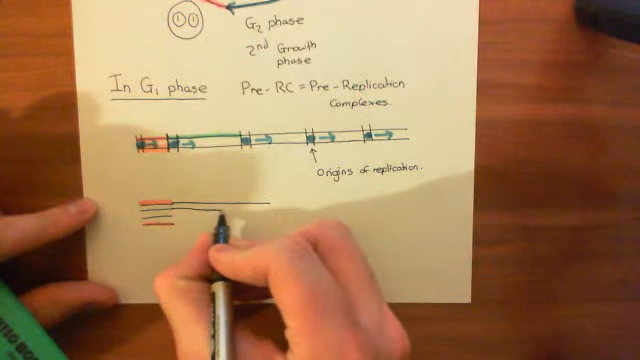 G₂ phase
2nd Growth
phase
In G₁ phase
Pre-RC = Pre-Replication
Complexes.
Origins of replication.